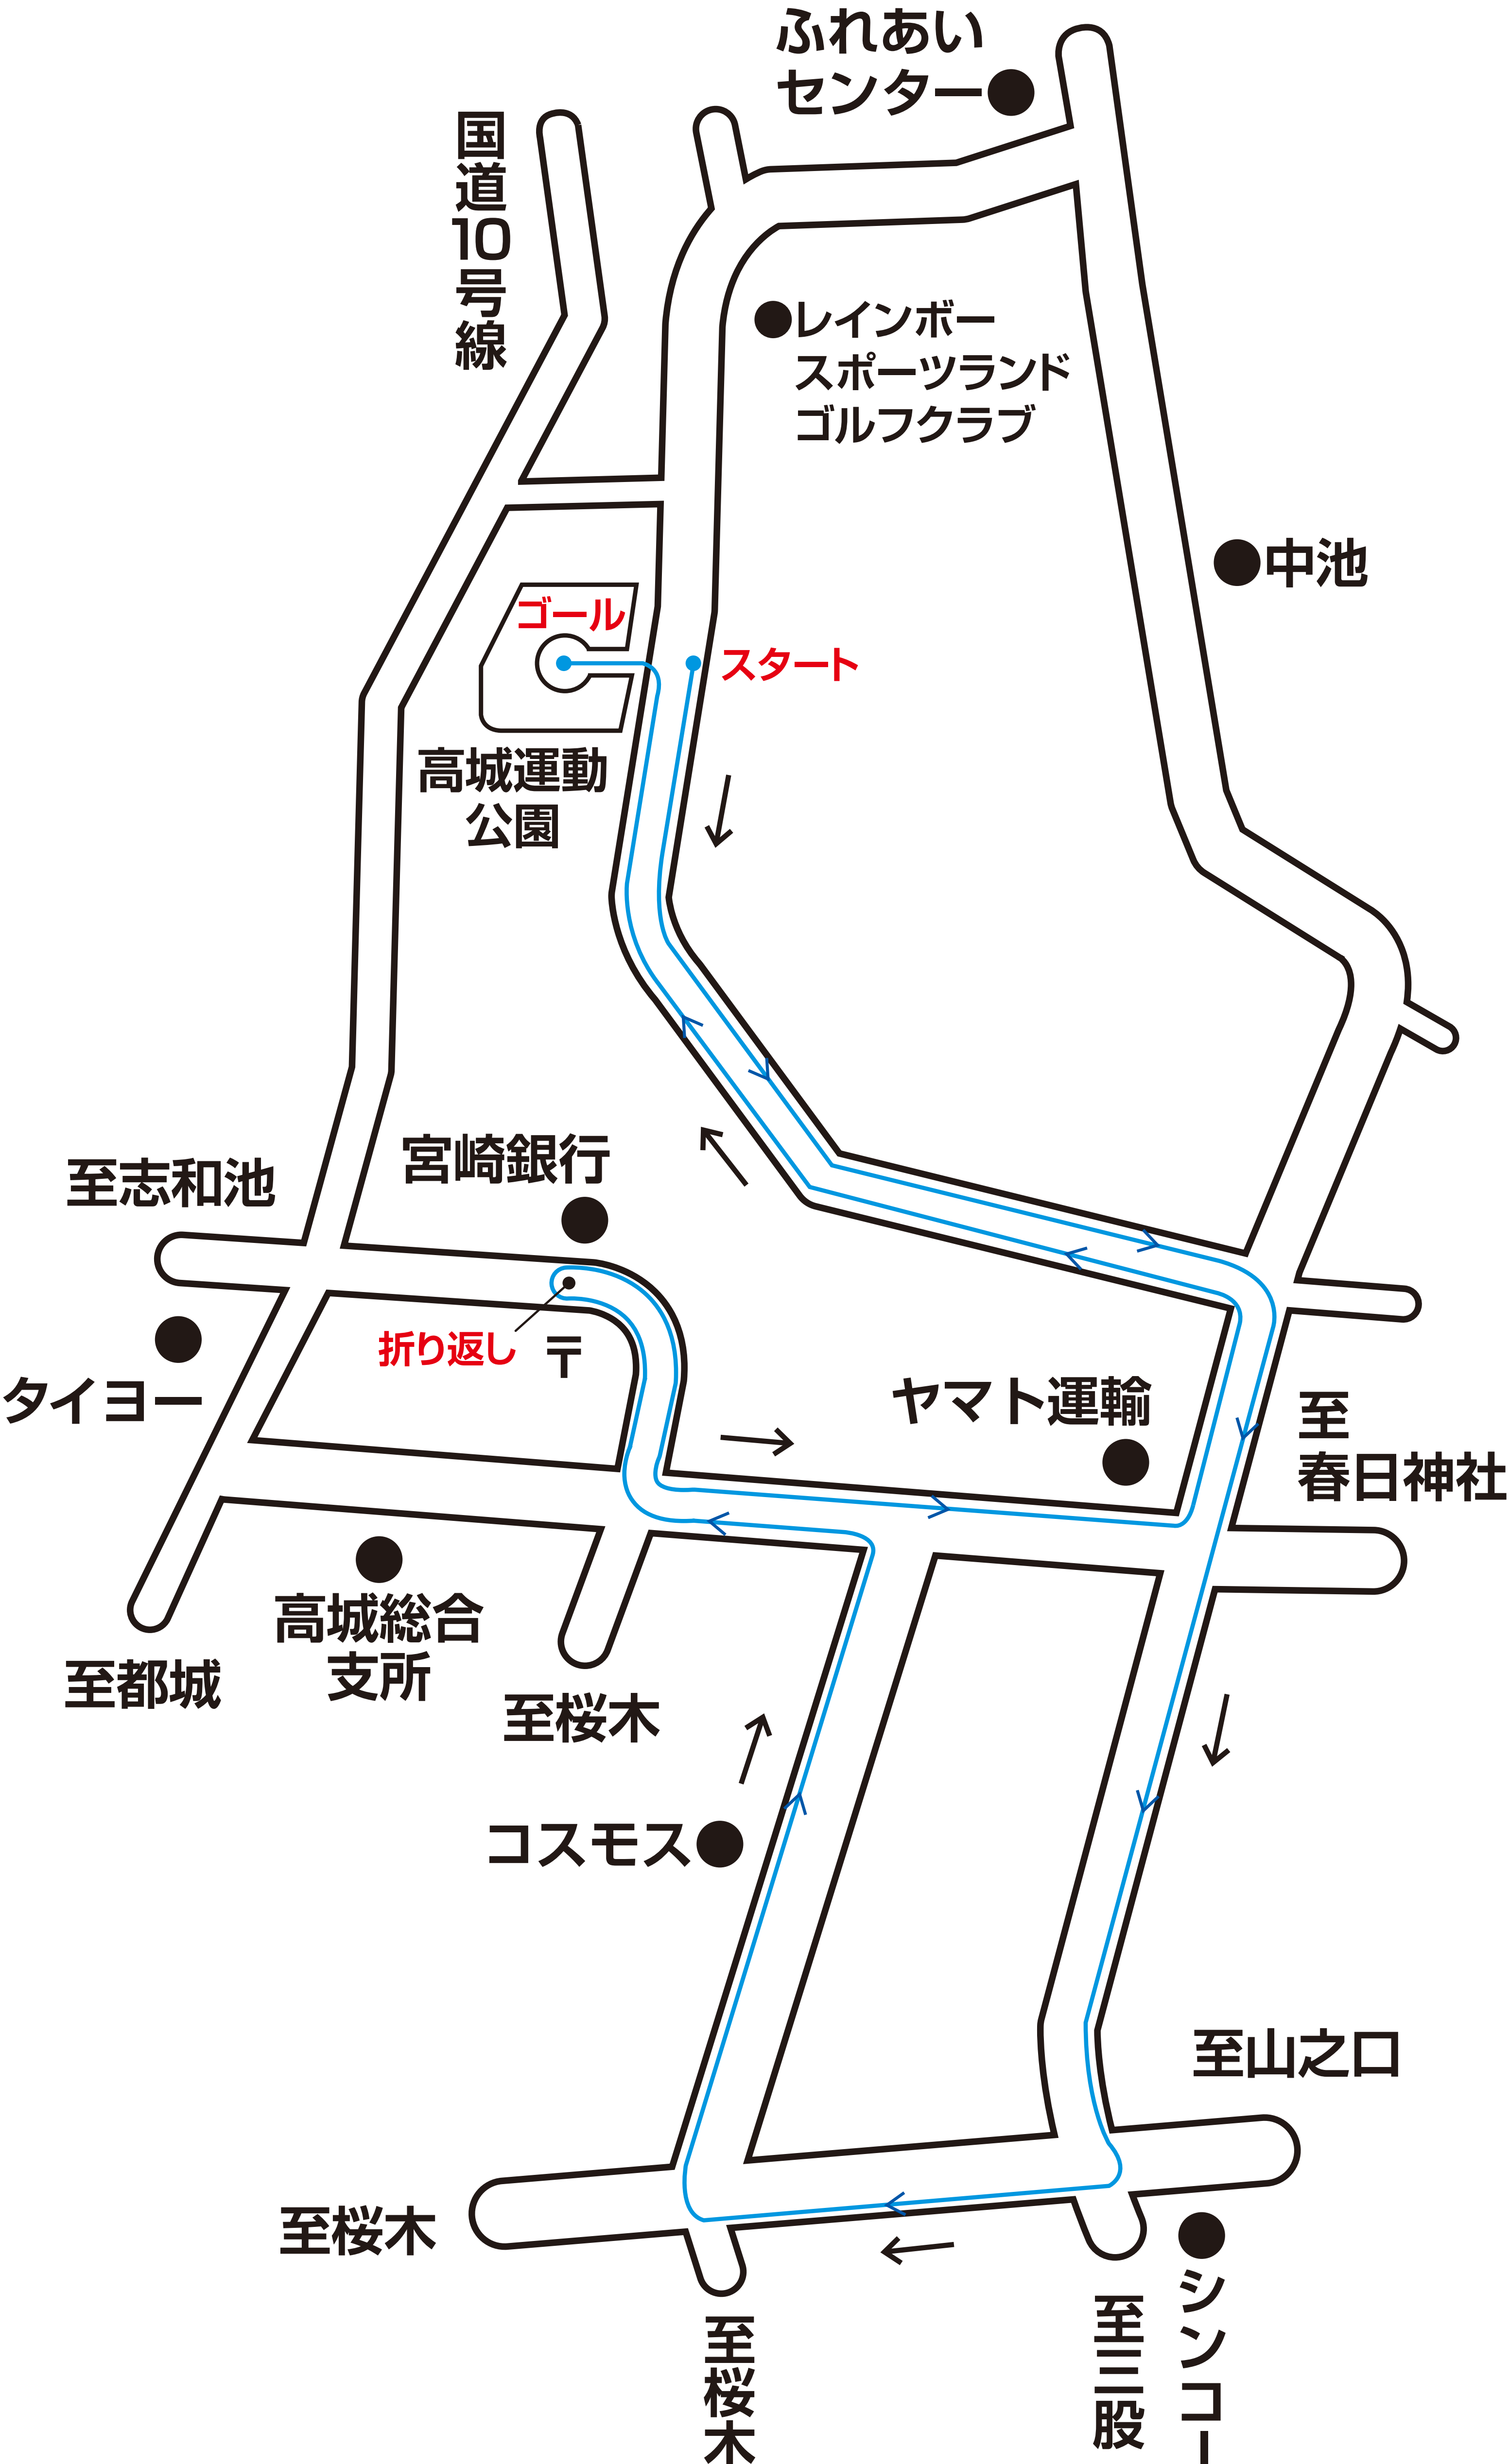 ふれあい
センター
国道10号線
レインボー
スポーツランド
ゴルフクラブ
中池
ゴール
スタート
高城運動
公園
宮崎銀行
至志和池
折り返し
〒
タイヨー
ヤマト運輸
至
春日神社
高城総合
支所
至都城
至桜木
コスモス
至山之口
至桜木
シンコー
至三股
至桜木